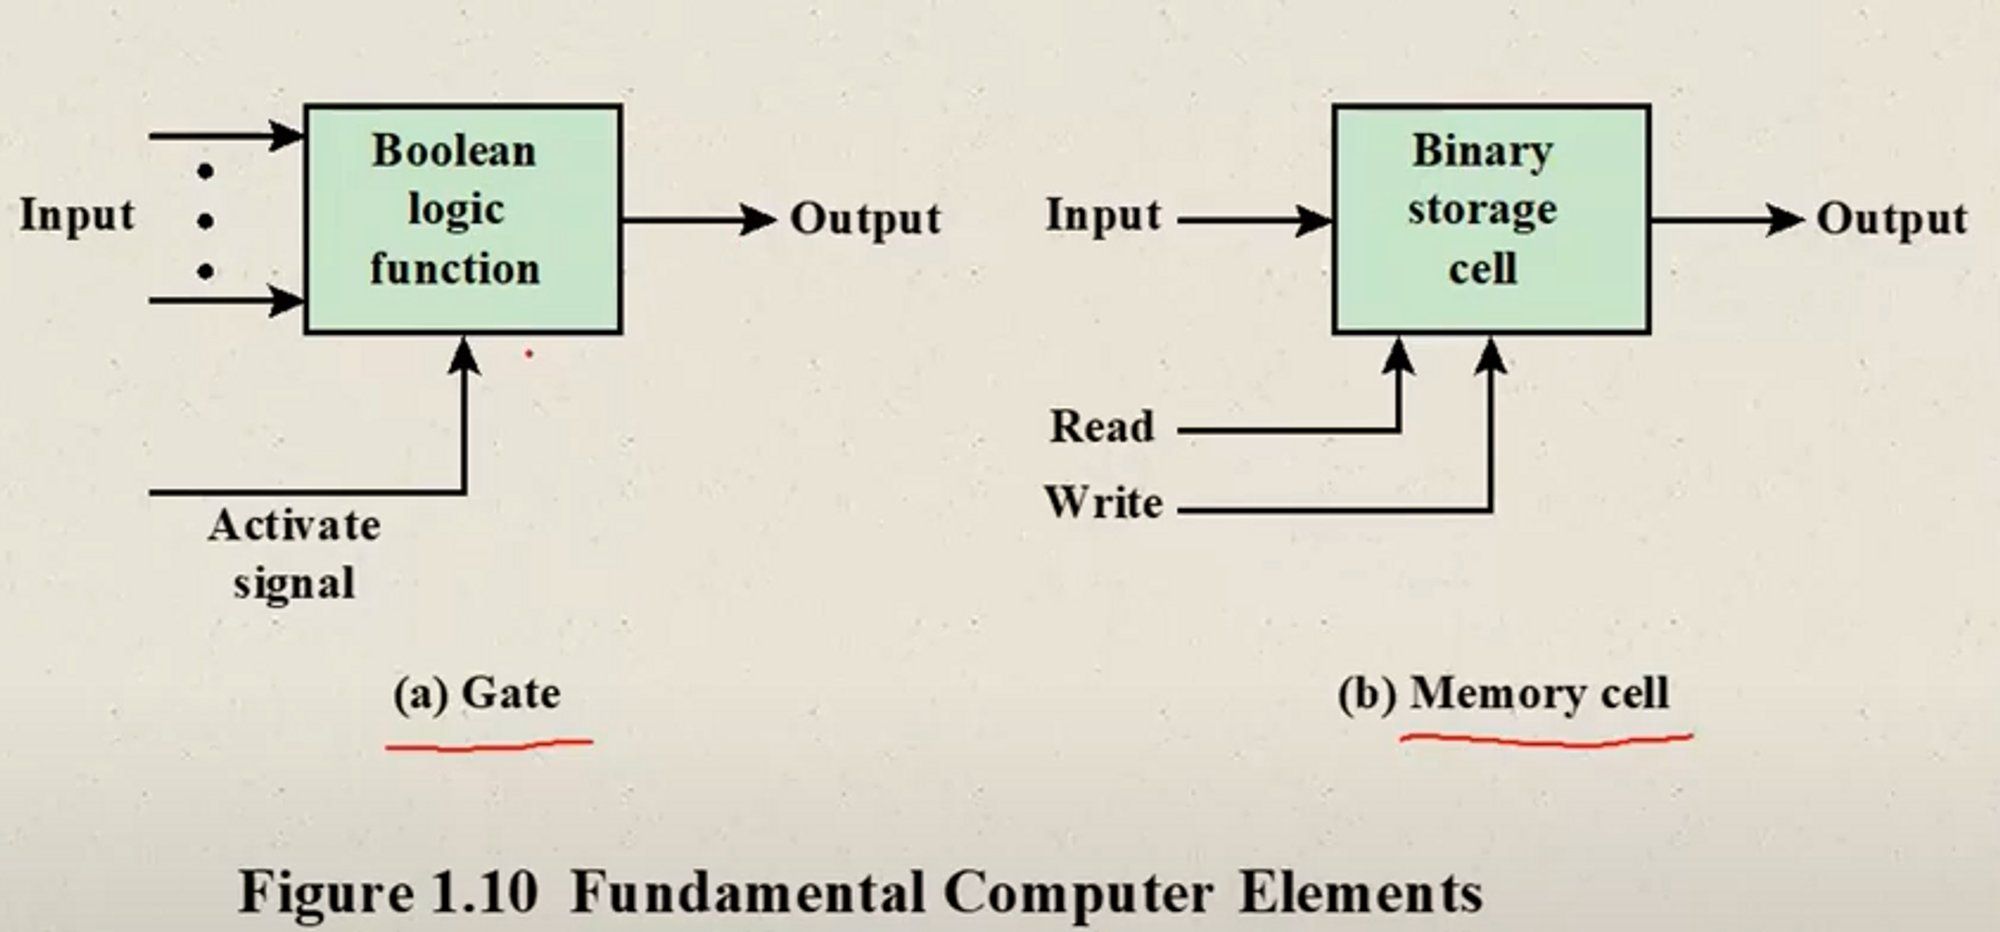 Boolean
logic
function
Input
Output
Activate
signal
(a) Gate
Binary
storage
cell
Input
Output
Read
Write
(b) Memory cell
Figure 1.10 Fundamental Computer Elements